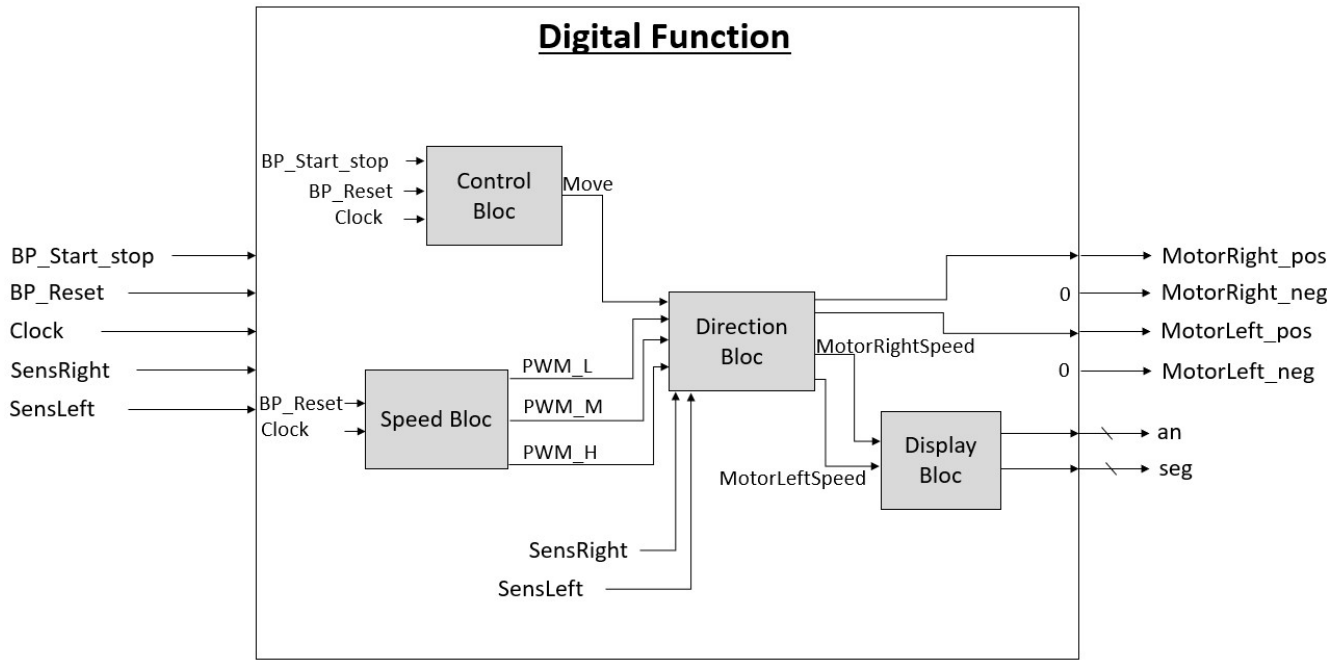 Digital Function
BP_Start_stop
BP_Reset
Clock
Control
Bloc
Move
BP_Start_stop
BP_Reset
Clock
SensRight
SensLeft
MotorRight_pos
0
MotorRight_neg
MotorLeft_pos
0
MotorLeft_neg
Direction
Bloc
MotorRightSpeed
PWM_L
PWM_M
PWM_H
BP_Reset
Clock
Speed Bloc
MotorLeftSpeed
Display
Bloc
an
seg
SensRight
SensLeft